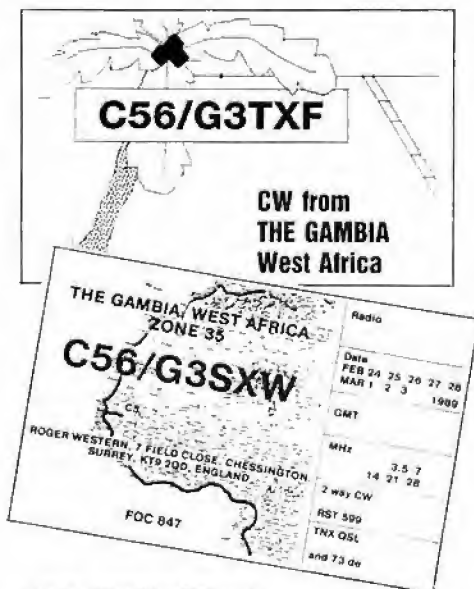 C56/G3TXF
CW from
THE GAMBIA
West Africa
THE GAMBIA, WEST AFRICA
ZONE 35
C56/G3SXW
C5
ROGER WESTERN, 7 FIELD CLOSE, CHESSINGTON
SURREY, KT9 2QD, ENGLAND
FOC 847
Radio
Date
FEB 24 25 26 27 28
MAR 1 2 3 1989
GMT
MHz 3.5 7
14 21 28
2 way CW
RST 599
TNX QSL
and 73 de